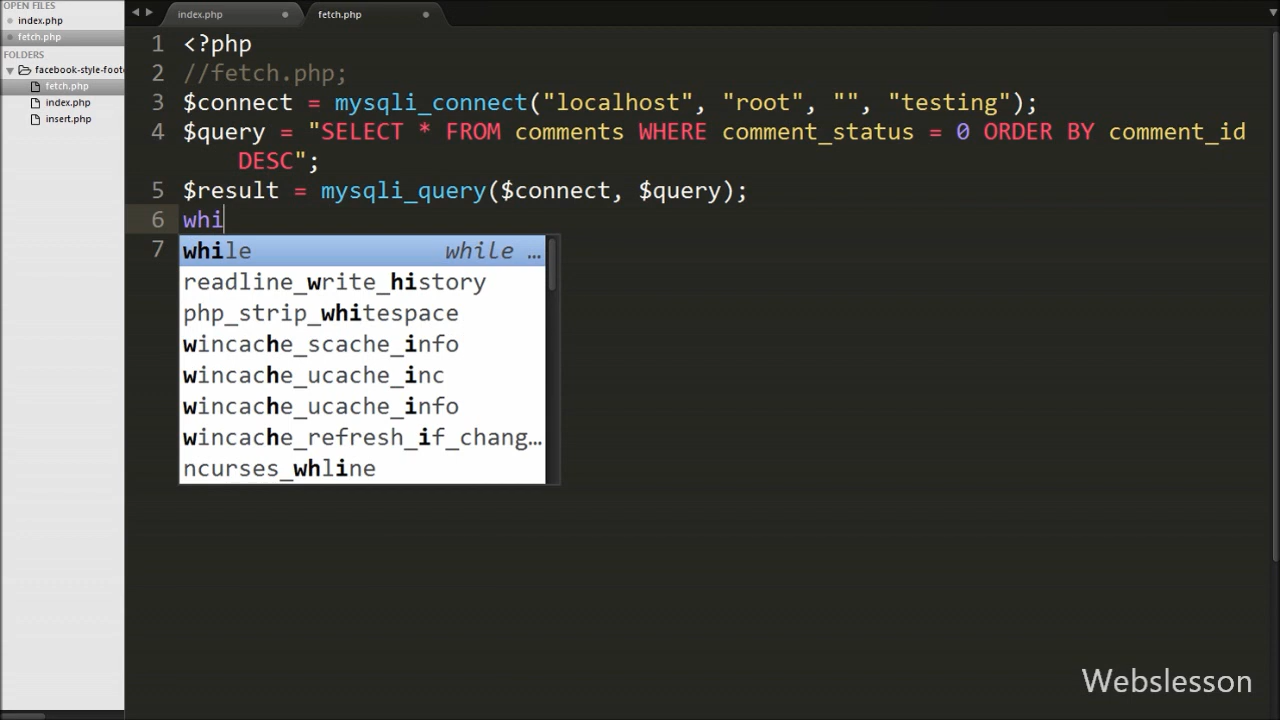 OPEN FILES
index.php
fetch.php
FOLDERS
facebook-style-foot
fetch.php
index.php
insert.php
index.php
fetch.php
1 <?php
2 //fetch.php;
3 $connect = mysqli_connect("localhost", "root", "", "testing");
4 $query = "SELECT * FROM comments WHERE comment_status = 0 ORDER BY comment_id
DESC";
5 $result = mysqli_query($connect, $query);
6 whi
7
while while …
readline_write_history
php_strip_whitespace
wincache_scache_info
wincache_ucache_inc
wincache_ucache_info
wincache_refresh_if_chang…
ncurses_whline
Webslesson